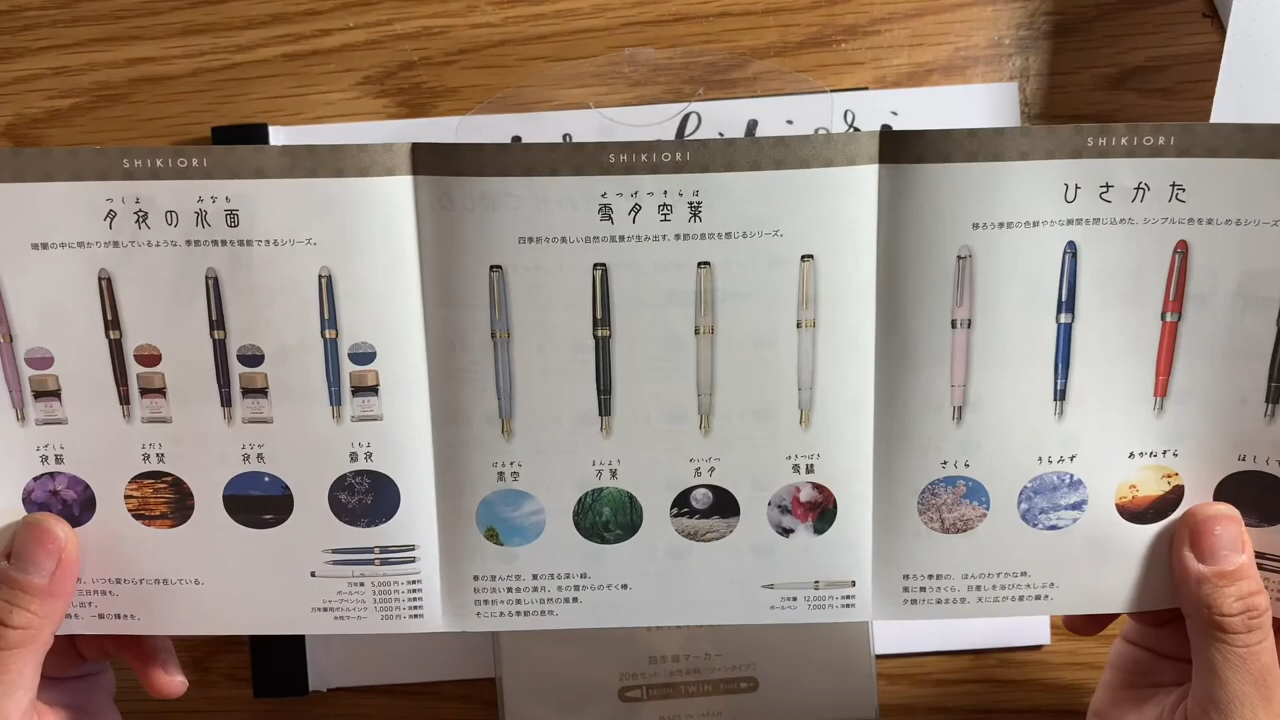 SHIKIORI
つきよ みなも
月夜の水面
暗闇の中に明かりが差しているような、季節の情景を堪能できるシリーズ。
よざくら
夜桜
よだき
夜焚
よなが
夜長
しもよ
霜夜
方、いつも変わらずに存在している。
三日月夜も。
し出す。
時を、一瞬の輝きを。
万年筆 5,000円+消費税
ボールペン 3,000円+消費税
シャープペンシル 3,000円+消費税
万年筆用ボトルインク 1,000円+消費税
水性マーカー 200円+消費税
SHIKIORI
せつげつそらは
雪月空葉
四季折々の美しい自然の風景が生み出す、季節の息吹を感じるシリーズ。
はるぞら
春空
まんよう
万葉
めいげつ
名月
ゆきつばき
雪椿
春の澄んだ空。夏の茂る深い緑。
秋の淡い黄金の満月。冬の雪からのぞく椿。
四季折々の美しい自然の風景。
そこにある季節の息吹。
万年筆 12,000円+消費税
ボールペン 7,000円+消費税
SHIKIORI
ひさかた
移ろう季節の色鮮やかな瞬間を閉じ込めた、シンプルに色を楽しめるシリーズ
さくら
うちみず
あかねぞら
ほしく
移ろう季節の、ほんのわずかな時。
風に舞うさくら、日差しを浴びた水しぶき。
夕焼けに染まる空、天に広がる星の瞬き。
四季織マーカー
20色セット
BRUSH TWIN FINE
MADE IN JAPAN